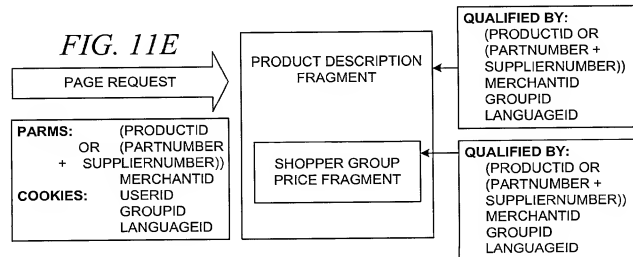 FIG. 11E
PAGE REQUEST
PARMS: (PRODUCTID
OR (PARTNUMBER
+ SUPPLIERNUMBER))
MERCHANTID
COOKIES: USERID
GROUPID
LANGUAGEID
PRODUCT DESCRIPTION
FRAGMENT
SHOPPER GROUP
PRICE FRAGMENT
QUALIFIED BY:
(PRODUCTID OR
(PARTNUMBER +
SUPPLIERNUMBER))
MERCHANTID
GROUPID
LANGUAGEID
QUALIFIED BY:
(PRODUCTID OR
(PARTNUMBER +
SUPPLIERNUMBER))
MERCHANTID
GROUPID
LANGUAGEID